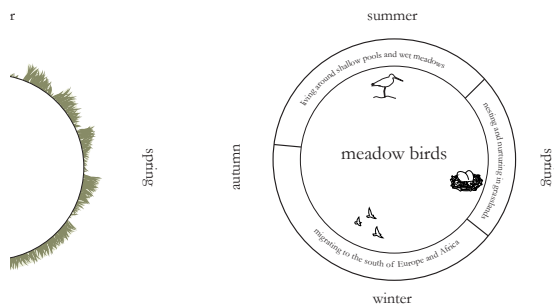 r
spring
summer
autumn
living around shallow pools and wet meadows
nesting and nurturing in grasslands
meadow birds
migrating to the south of Europe and Africa
spring
winter